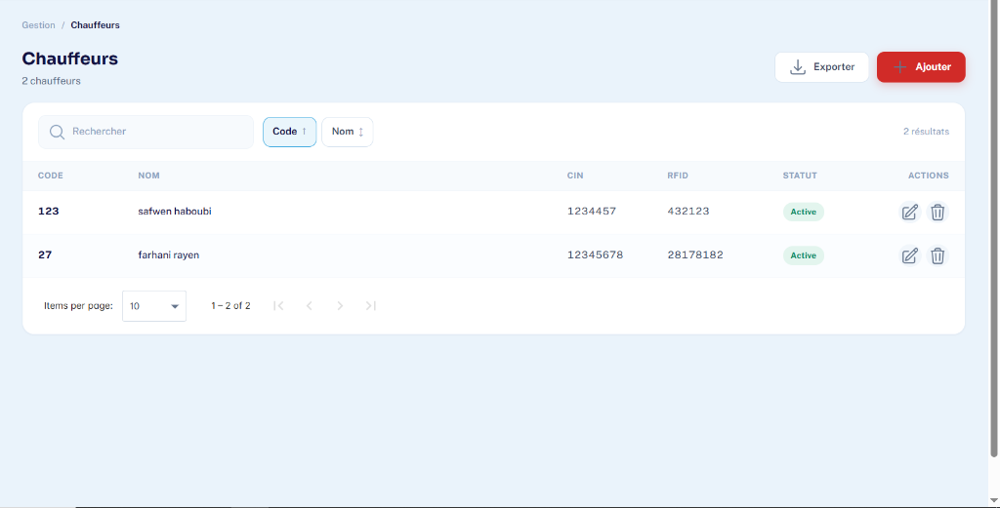 Gestion / Chauffeurs
Chauffeurs
2 chauffeurs
Exporter
Ajouter
Rechercher
Code ↑
Nom ↕
2 résultats
CODE NOM CIN RFID STATUT ACTIONS
123 safwen haboubi 1234457 432123 Active
27 farhani rayen 12345678 28178182 Active
Items per page: 10 1 – 2 of 2